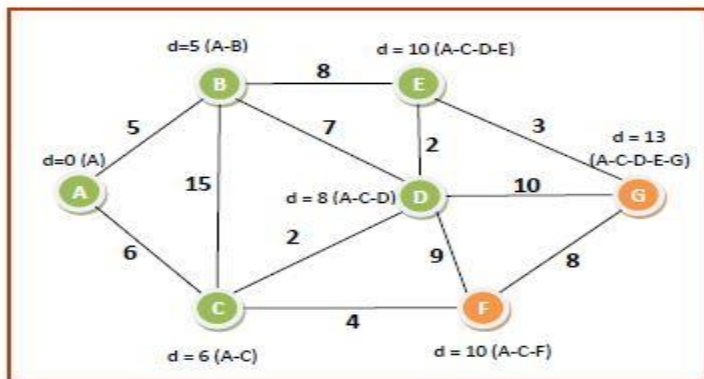 d=5 (A-B)
d = 10 (A-C-D-E)
B
8
E
5
7
2
3
d = 13
(A-C-D-E-G)
d=0 (A)
A
15
d = 8 (A-C-D)
D
10
G
6
2
9
8
C
4
F
d = 6 (A-C)
d = 10 (A-C-F)